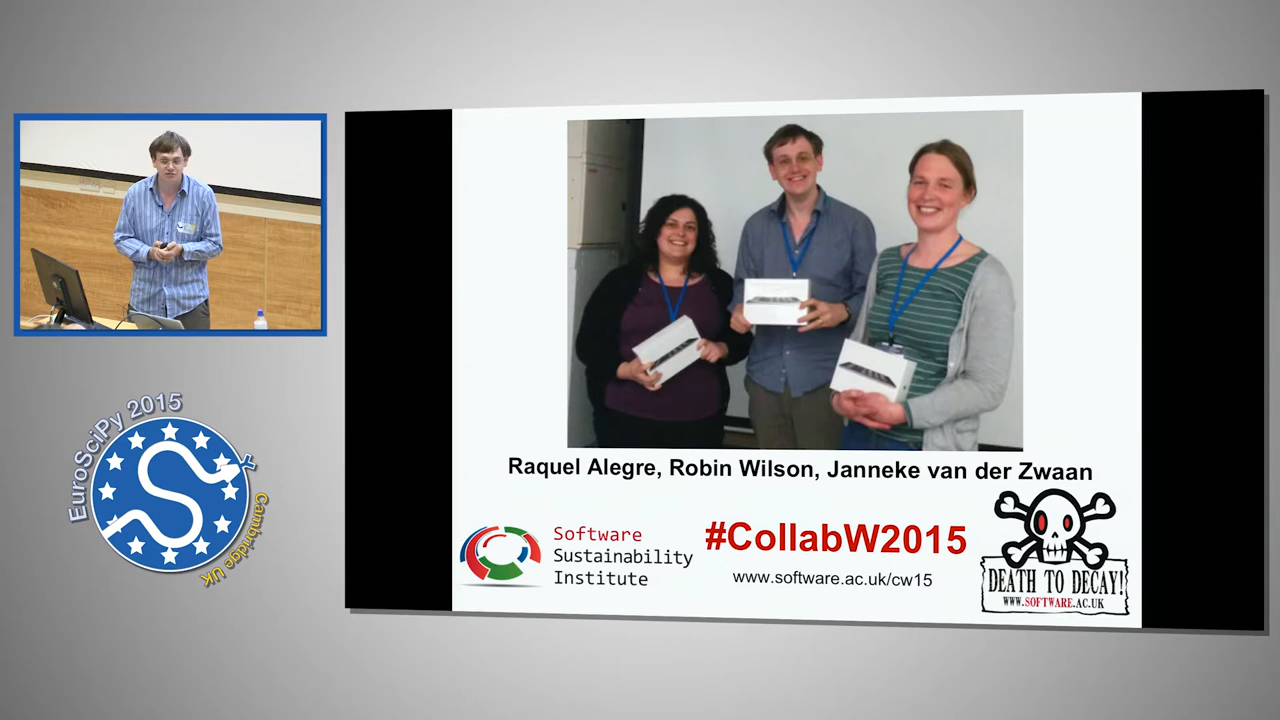 EuroSciPy 2015
Cambridge UK
Raquel Alegre, Robin Wilson, Janneke van der Zwaan
Software
Sustainability
Institute
#CollabW2015
www.software.ac.uk/cw15
DEATH TO DECAY!
WWW.SOFTWARE.AC.UK